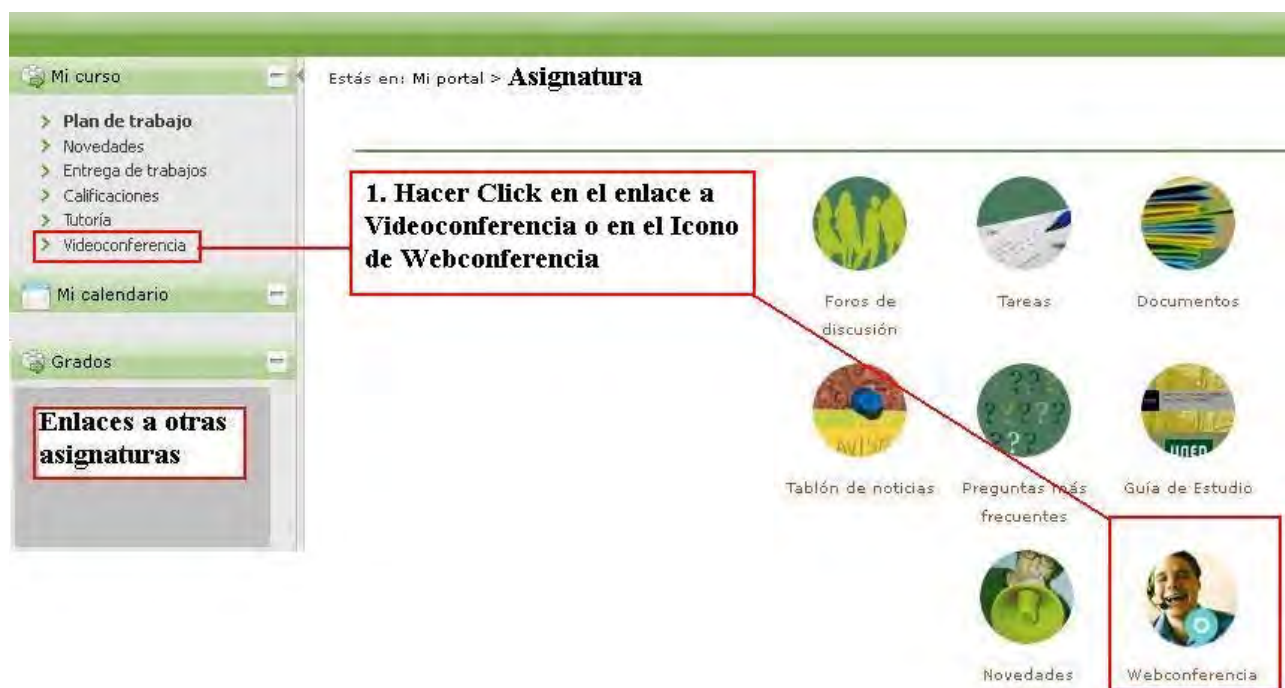 Mi curso
Estás en: Mi portal > Asignatura
Plan de trabajo
Novedades
Entrega de trabajos
Calificaciones
Tutoría
Videoconferencia
Mi calendario
Grados
Enlaces a otras
asignaturas
1. Hacer Click en el enlace a
Videoconferencia o en el Icono
de Webconferencia
Foros de
discusión
Tareas
Documentos
AVISO
Tablón de noticias
???
? ? ???
???
Preguntas más
frecuentes
UNED
Guía de Estudio
Novedades
Webconferencia